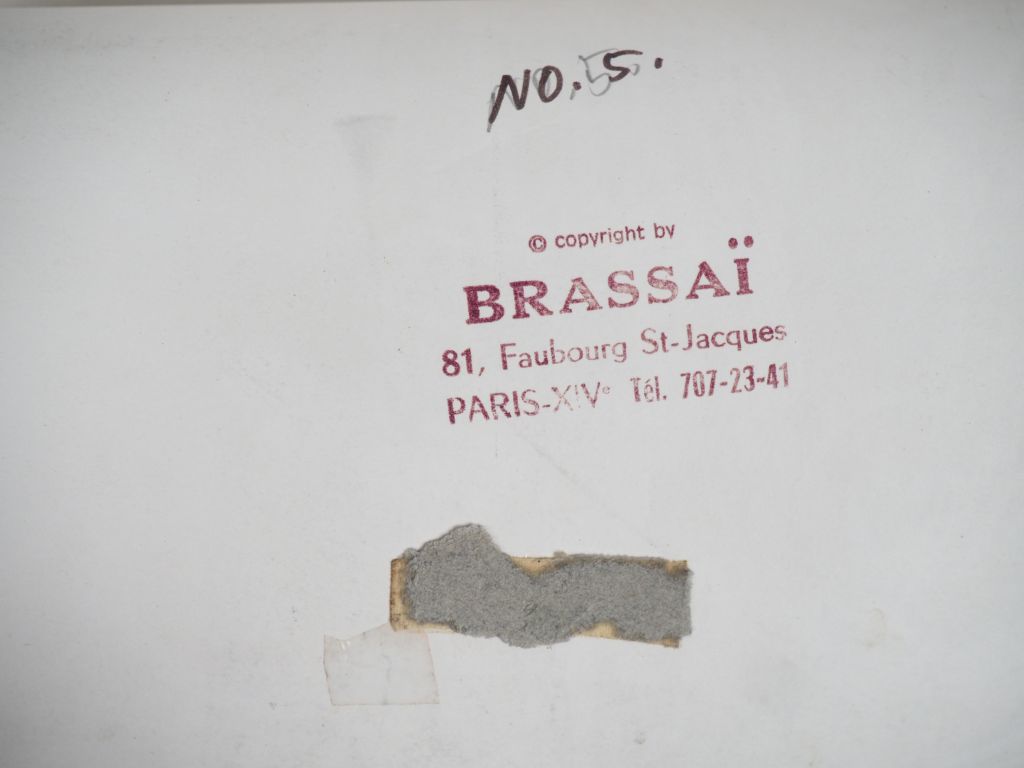 NO. 5.
© copyright by
BRASSAÏ
81, Faubourg St-Jacques
PARIS-XIVᵉ Tél. 707-23-41